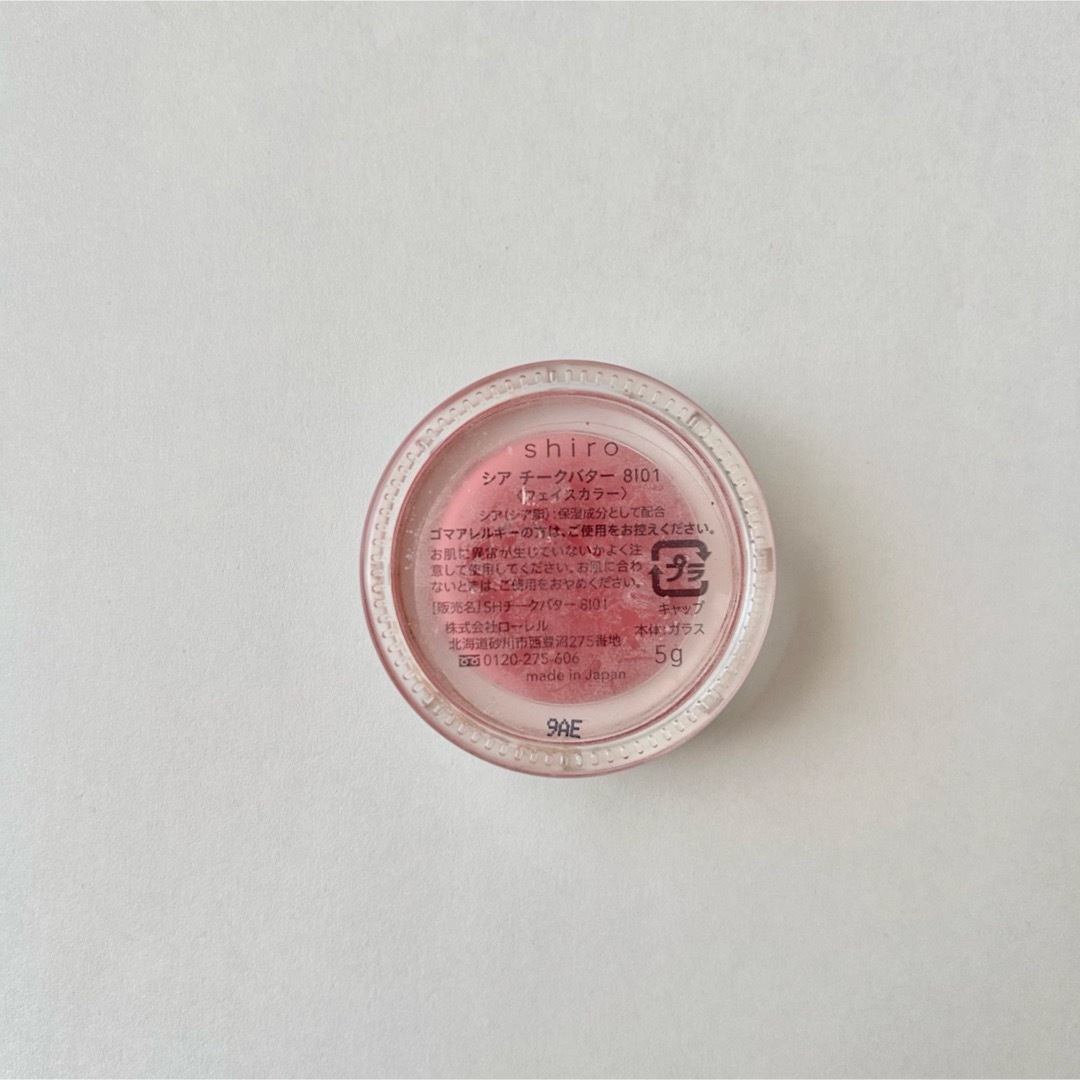 shiro
シア チークバター 8I01
〈フェイスカラー〉
シア(シア脂):保湿成分として配合
ゴマアレルギーの方は、ご使用をお控えください。
お肌に異常が生じていないかよく注
意して使用してください。お肌に合わ
ないときは、ご使用をおやめください。
プラ
キャップ
本体:ガラス
[販売名]SHチークバター 8I01
株式会社ローレル
北海道砂川市西豊沼275番地
0120-275-606
5g
made in Japan
9AE